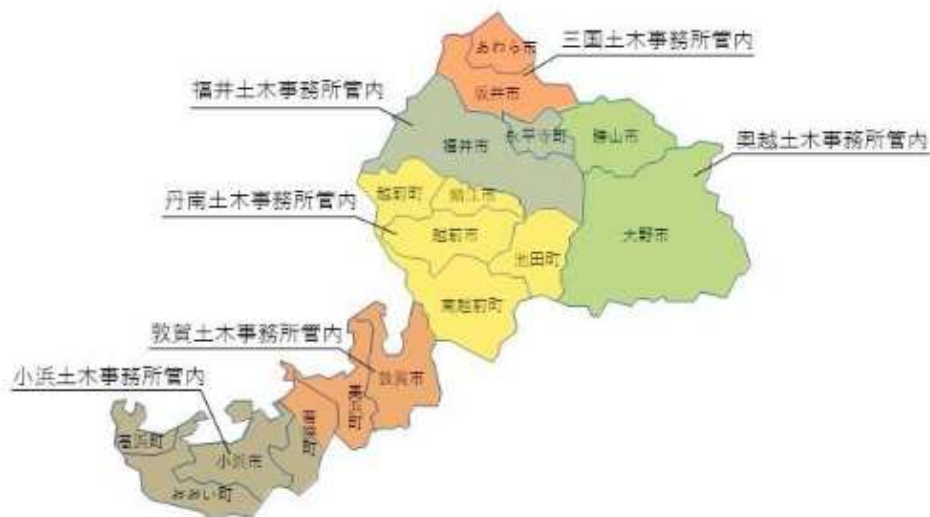 あわら市
三国土木事務所管内
坂井市
福井土木事務所管内
永平寺町
勝山市
福井市
奥越土木事務所管内
越前町
鯖江市
丹南土木事務所管内
越前市
大野市
池田町
南越前町
敦賀土木事務所管内
小浜土木事務所管内
敦賀市
美浜町
若狭町
高浜町
小浜市
おおい町